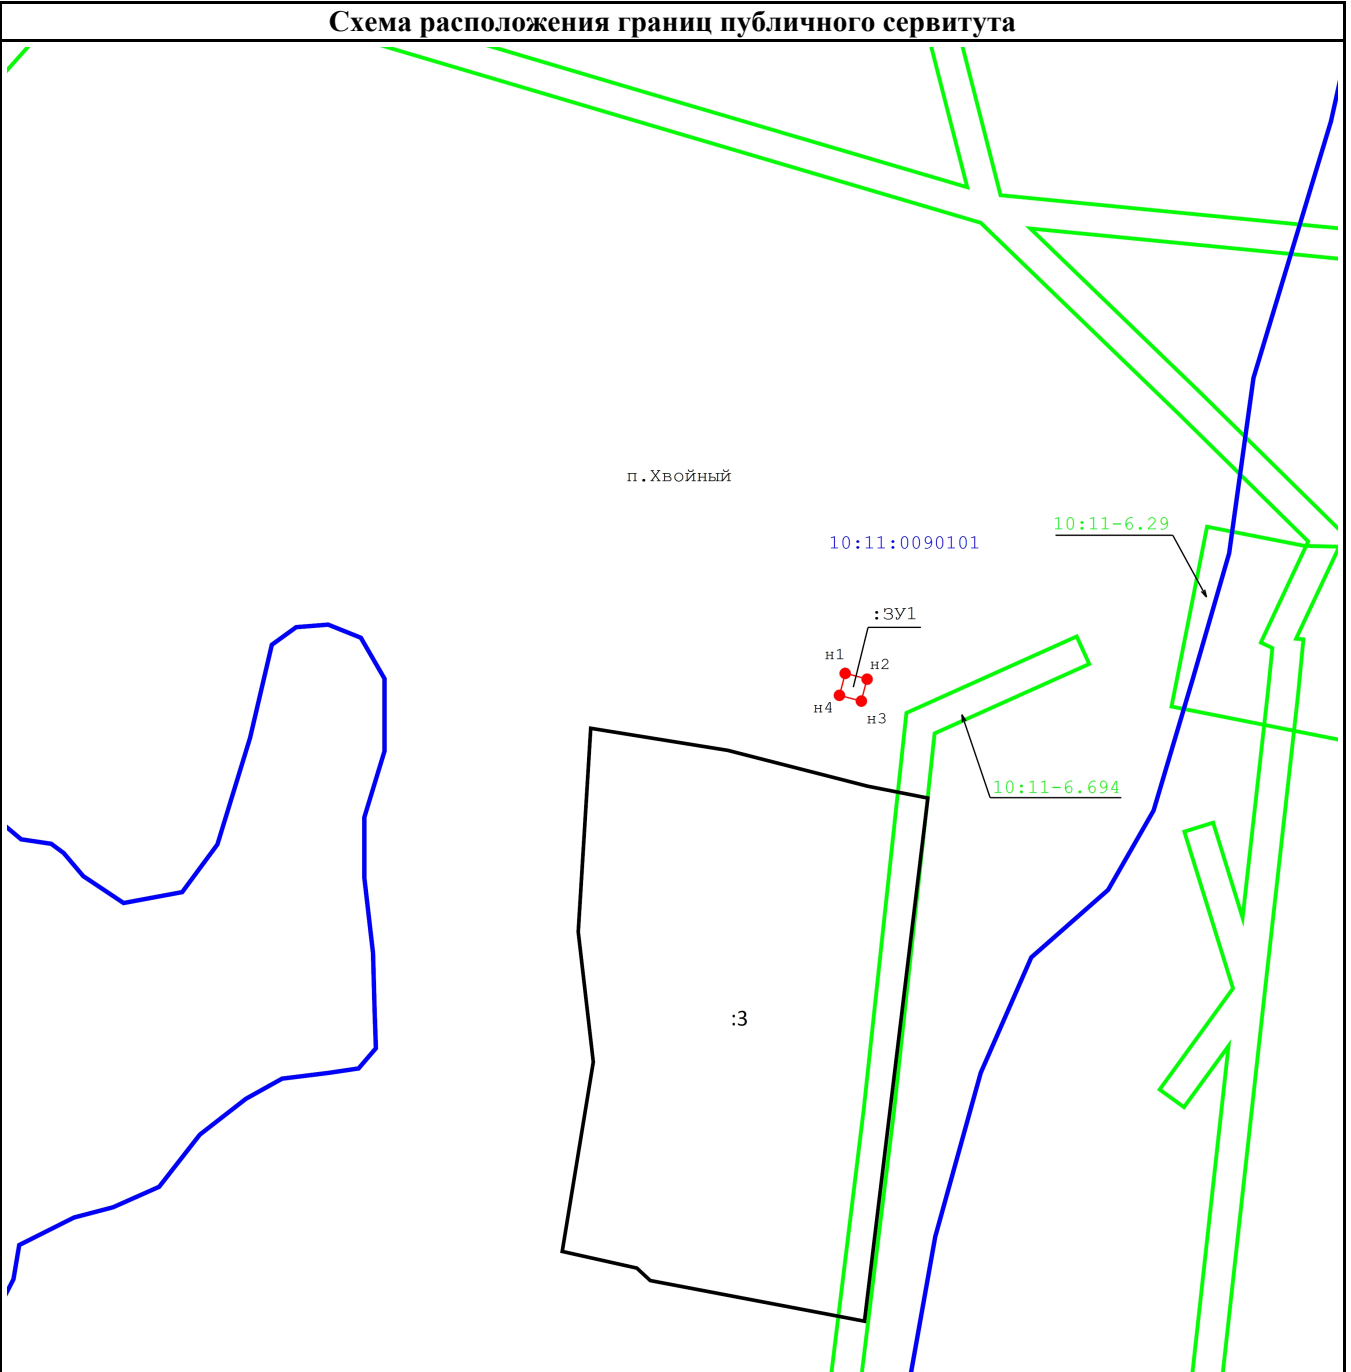 Схема расположения границ публичного сервитута
п.Хвойный
10:11-6.29
10:11:0090101
:ЗУ1
н1
н2
н4
н3
10:11-6.694
:3